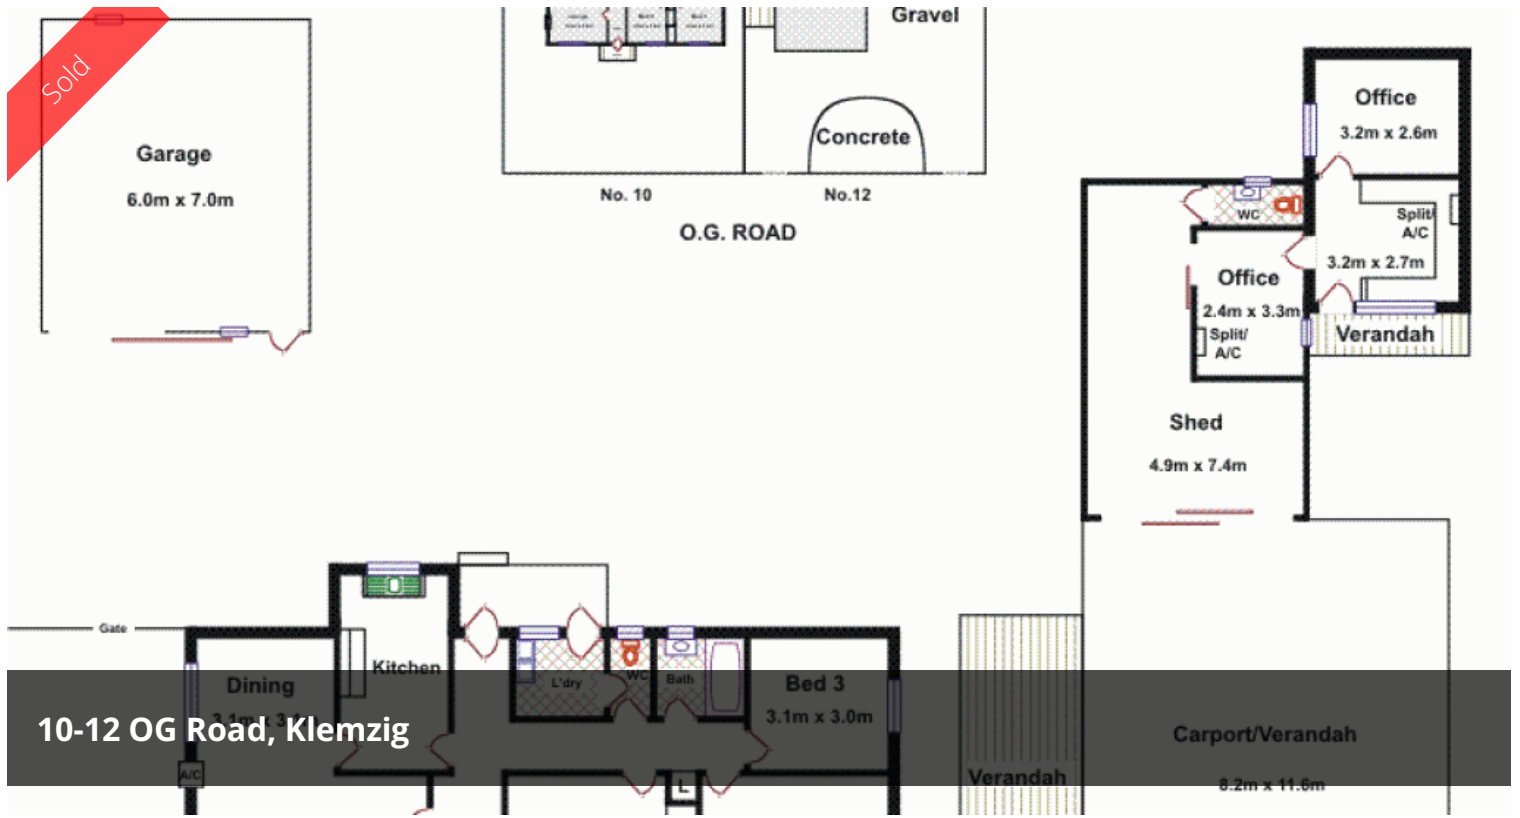 Sold
Garage
6.0m x 7.0m
Gravel
Concrete
No. 10
No.12
O.G. ROAD
Office
3.2m x 2.6m
WC
Split/
A/C
3.2m x 2.7m
Office
2.4m x 3.3m
Split/
A/C
Verandah
Shed
4.9m x 7.4m
Gate
Kitchen
Dining
3.1m x
L'dry
WC
Bath
Bed 3
3.1m x 3.0m
10-12 OG Road, Klemzig
A/C
L
Verandah
Carport/Verandah
8.2m x 11.6m